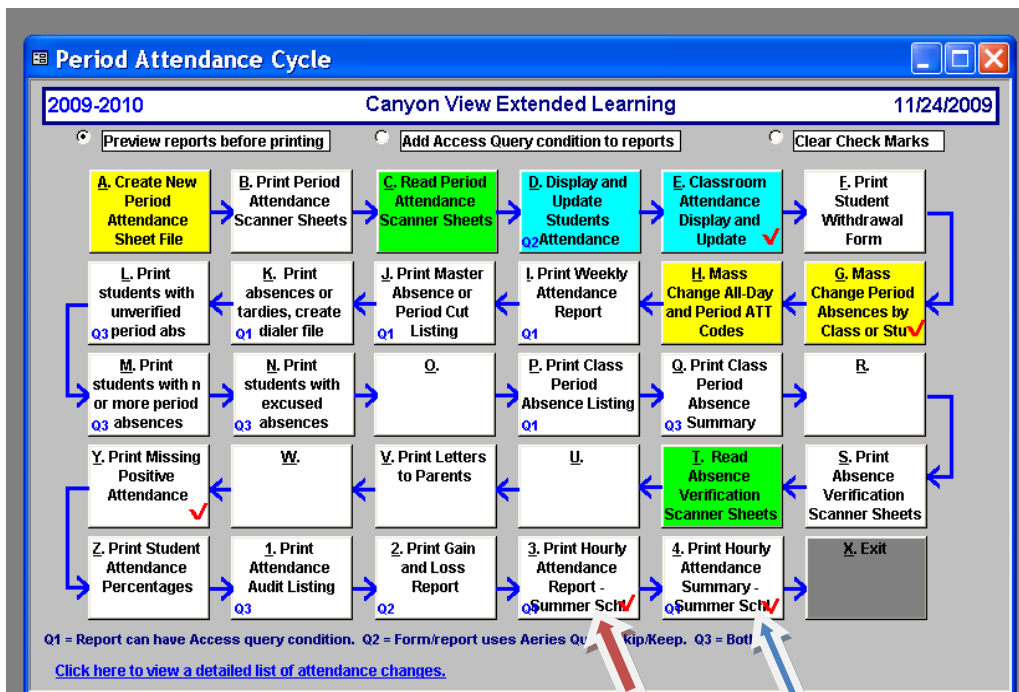 Period Attendance Cycle
2009-2010 Canyon View Extended Learning 11/24/2009
Preview reports before printing Add Access Query condition to reports Clear Check Marks
A. Create New
Period
Attendance
Sheet File
B. Print Period
Attendance
Scanner Sheets
C. Read Period
Attendance
Scanner Sheets
D. Display and
Update
Students
Q2 Attendance
E. Classroom
Attendance
Display and
Update
F. Print
Student
Withdrawal
Form
L. Print
students with
unverified
Q3 period abs
K. Print
absences or
tardies, create
Q1 dialer file
J. Print Master
Absence or
Period Cut
Q1 Listing
I. Print Weekly
Attendance
Report
Q1
H. Mass
Change All-Day
and Period ATT
Codes
G. Mass
Change Period
Absences by
Class or Stu
M. Print
students with n
or more period
Q3 absences
N. Print
students with
excused
Q3 absences
O.
P. Print Class
Period
Absence Listing
Q1
Q. Print Class
Period
Absence
Q3 Summary
R.
Y. Print Missing
Positive
Attendance
W.
V. Print Letters
to Parents
U.
T. Read
Absence
Verification
Scanner Sheets
S. Print
Absence
Verification
Scanner Sheets
Z. Print Student
Attendance
Percentages
1. Print
Attendance
Audit Listing
Q3
2. Print Gain
and Loss
Report
Q2
3. Print Hourly
Attendance
Report -
Q1 Summer Schl
4. Print Hourly
Attendance
Summary -
Q1 Summer Schl
X. Exit
Q1 = Report can have Access query condition. Q2 = Form/report uses Aeries Skip/Keep. Q3 = Both
Click here to view a detailed list of attendance changes.